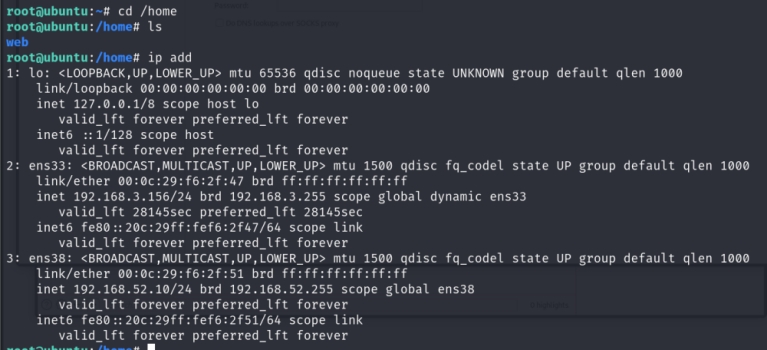 root@ubuntu:~# cd /home
root@ubuntu:/home# ls
web
root@ubuntu:/home# ip add
1: lo: <LOOPBACK,UP,LOWER_UP> mtu 65536 qdisc noqueue state UNKNOWN group default qlen 1000
    link/loopback 00:00:00:00:00:00 brd 00:00:00:00:00:00
    inet 127.0.0.1/8 scope host lo
       valid_lft forever preferred_lft forever
    inet6 ::1/128 scope host
       valid_lft forever preferred_lft forever
2: ens33: <BROADCAST,MULTICAST,UP,LOWER_UP> mtu 1500 qdisc fq_codel state UP group default qlen 1000
    link/ether 00:0c:29:f6:2f:47 brd ff:ff:ff:ff:ff:ff
    inet 192.168.3.156/24 brd 192.168.3.255 scope global dynamic ens33
       valid_lft 28145sec preferred_lft 28145sec
    inet6 fe80::20c:29ff:fef6:2f47/64 scope link
       valid_lft forever preferred_lft forever
3: ens38: <BROADCAST,MULTICAST,UP,LOWER_UP> mtu 1500 qdisc fq_codel state UP group default qlen 1000
    link/ether 00:0c:29:f6:2f:51 brd ff:ff:ff:ff:ff:ff
    inet 192.168.52.10/24 brd 192.168.52.255 scope global ens38
       valid_lft forever preferred_lft forever
    inet6 fe80::20c:29ff:fef6:2f51/64 scope link
       valid_lft forever preferred_lft forever
root@ubuntu:/home#